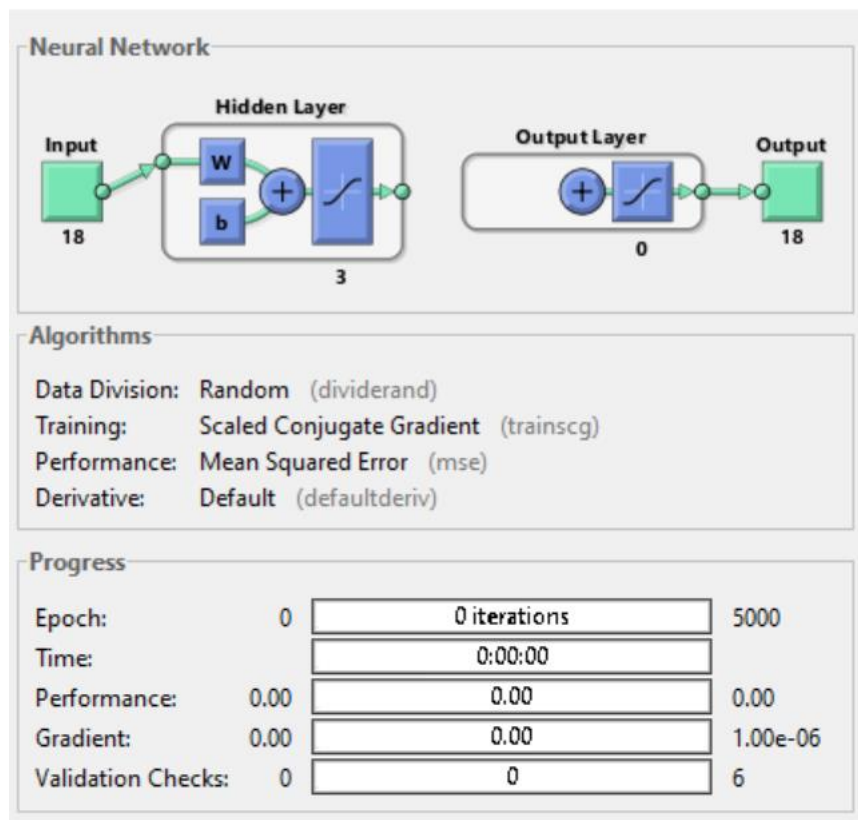 Neural Network
Hidden Layer
Input
W
b
+
18
3
Output Layer
Output
+
0
18
Algorithms
Data Division: Random (dividerand)
Training: Scaled Conjugate Gradient (trainscg)
Performance: Mean Squared Error (mse)
Derivative: Default (defaultderiv)
Progress
Epoch: 0 0 iterations 5000
Time: 0:00:00
Performance: 0.00 0.00 0.00
Gradient: 0.00 0.00 1.00e-06
Validation Checks: 0 0 6